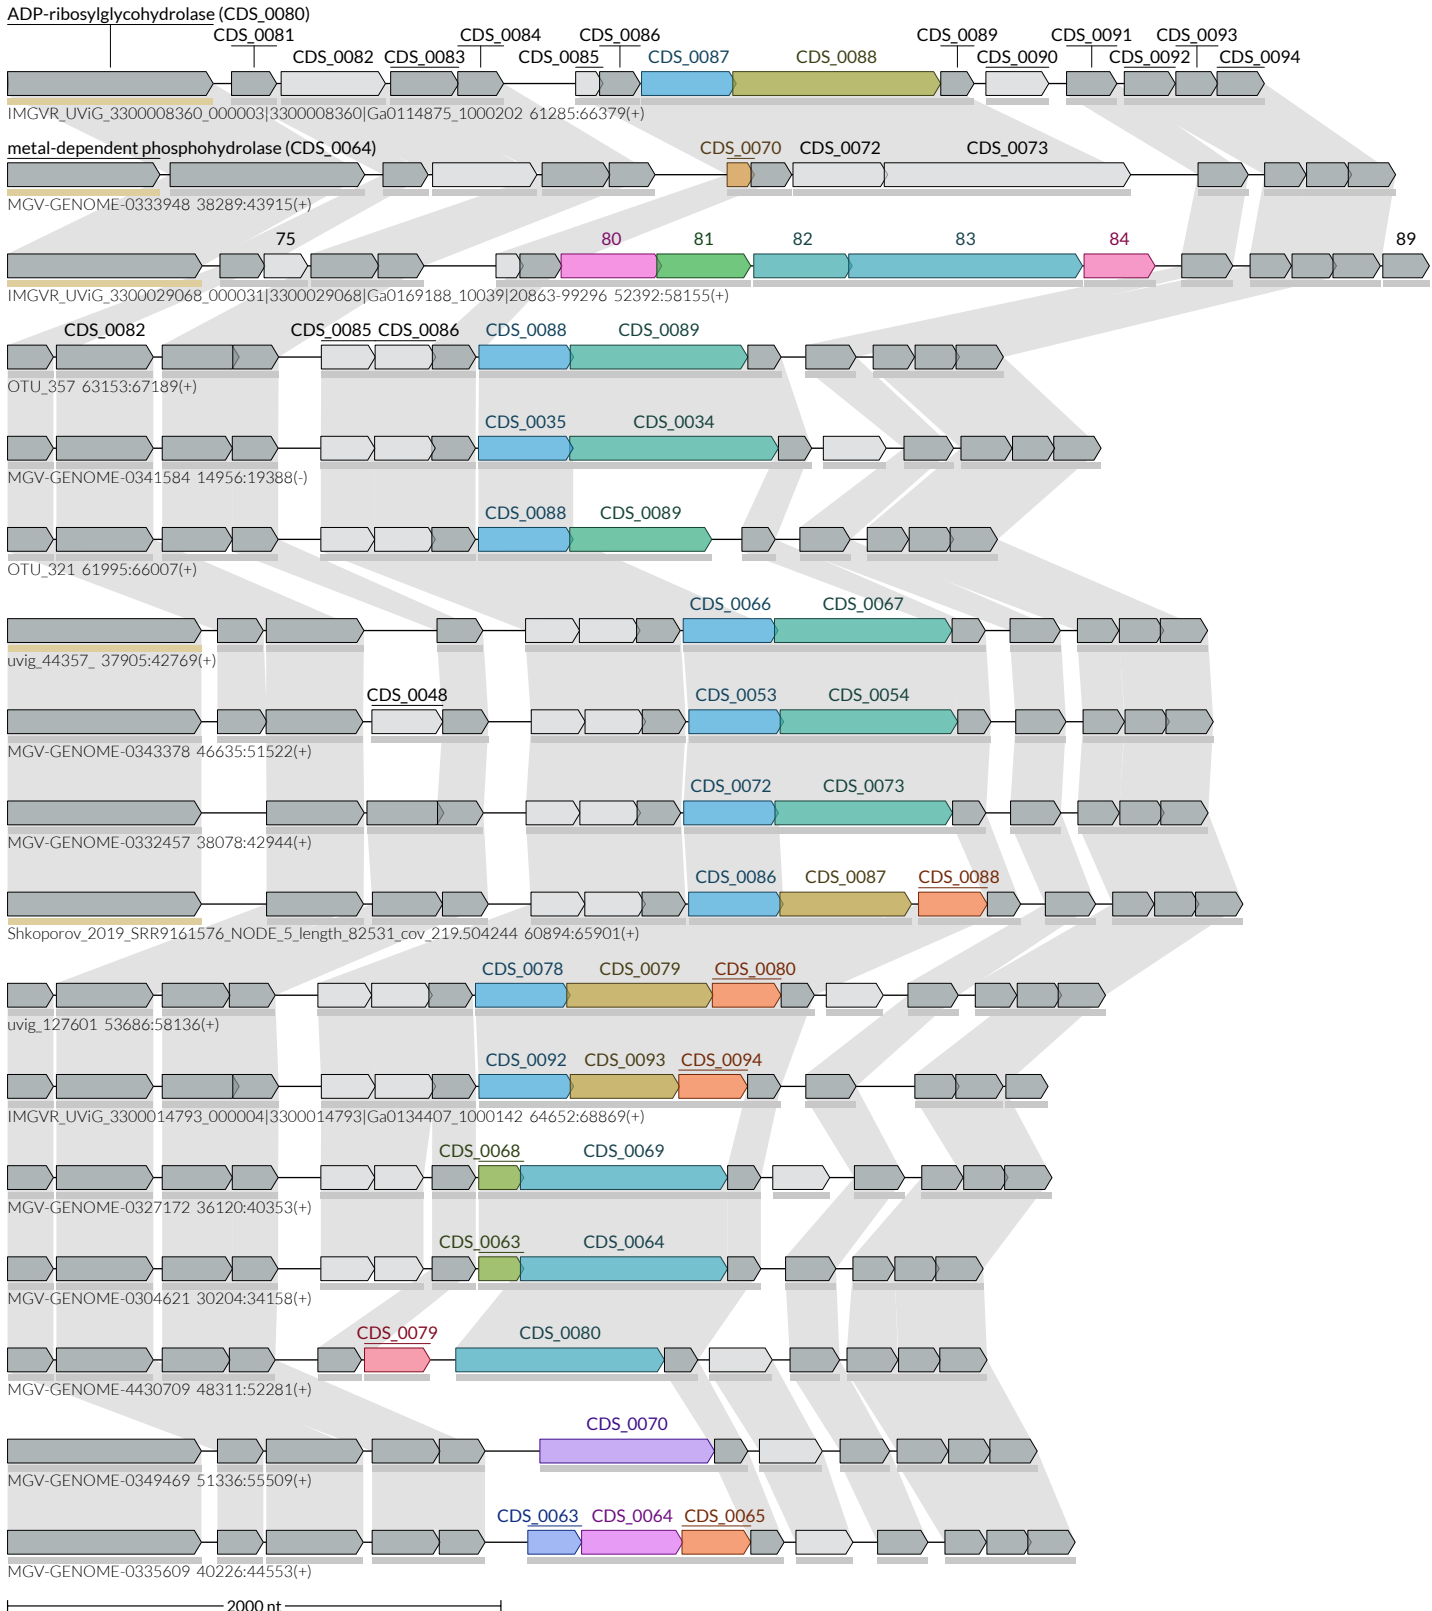 ADP-ribosylglycohydrolase (CDS_0080)
CDS_0081 CDS_0084 CDS_0086 CDS_0089 CDS_0091 CDS_0093
CDS_0082 CDS_0083 CDS_0085 CDS_0087 CDS_0088 CDS_0090 CDS_0092 CDS_0094
IMGVR_UViG_3300008360_000003|3300008360|Ga0114875_1000202 61285:66379(+)
metal-dependent phosphohydrolase (CDS_0064) CDS_0070 CDS_0072 CDS_0073
MGV-GENOME-0333948 38289:43915(+)
75 80 81 82 83 84 89
IMGVR_UViG_3300029068_000031|3300029068|Ga0169188_10039|20863-99296 52392:58155(+)
CDS_0082 CDS_0085 CDS_0086 CDS_0088 CDS_0089
OTU_357 63153:67189(+)
CDS_0035 CDS_0034
MGV-GENOME-0341584 14956:19388(-)
CDS_0088 CDS_0089
OTU_321 61995:66007(+)
CDS_0066 CDS_0067
uvig_44357_ 37905:42769(+)
CDS_0048 CDS_0053 CDS_0054
MGV-GENOME-0343378 46635:51522(+)
CDS_0072 CDS_0073
MGV-GENOME-0332457 38078:42944(+)
CDS_0086 CDS_0087 CDS_0088
Shkoporov_2019_SRR9161576_NODE_5_length_82531_cov_219.504244 60894:65901(+)
CDS_0078 CDS_0079 CDS_0080
uvig_127601 53686:58136(+)
CDS_0092 CDS_0093 CDS_0094
IMGVR_UViG_3300014793_000004|3300014793|Ga0134407_1000142 64652:68869(+)
CDS_0068 CDS_0069
MGV-GENOME-0327172 36120:40353(+)
CDS_0063 CDS_0064
MGV-GENOME-0304621 30204:34158(+)
CDS_0079 CDS_0080
MGV-GENOME-4430709 48311:52281(+)
CDS_0070
MGV-GENOME-0349469 51336:55509(+)
CDS_0063 CDS_0064 CDS_0065
MGV-GENOME-0335609 40226:44553(+)
2000 nt